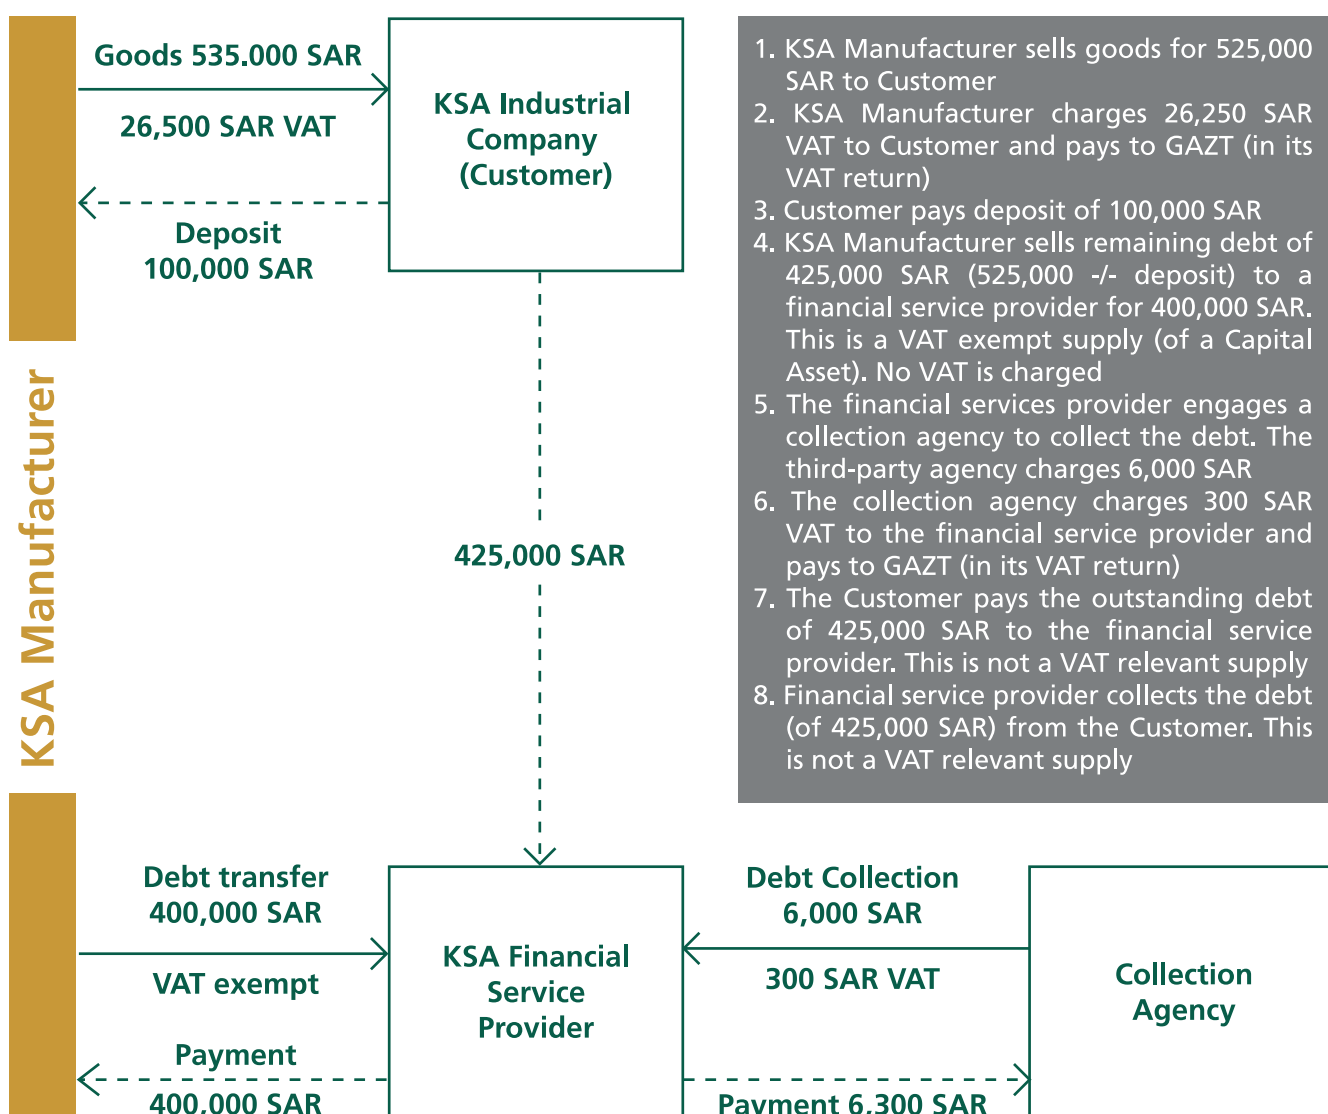 Goods 535.000 SAR
26,500 SAR VAT
Deposit
100,000 SAR
KSA Industrial
Company
(Customer)
1. KSA Manufacturer sells goods for 525,000
SAR to Customer
2. KSA Manufacturer charges 26,250 SAR
VAT to Customer and pays to GAZT (in its
VAT return)
3. Customer pays deposit of 100,000 SAR
4. KSA Manufacturer sells remaining debt of
425,000 SAR (525,000 -/- deposit) to a
financial service provider for 400,000 SAR.
This is a VAT exempt supply (of a Capital
Asset). No VAT is charged
5. The financial services provider engages a
collection agency to collect the debt. The
third-party agency charges 6,000 SAR
6. The collection agency charges 300 SAR
VAT to the financial service provider and
pays to GAZT (in its VAT return)
7. The Customer pays the outstanding debt
of 425,000 SAR to the financial service
provider. This is not a VAT relevant supply
8. Financial service provider collects the debt
(of 425,000 SAR) from the Customer. This
is not a VAT relevant supply
KSA Manufacturer
425,000 SAR
Debt transfer
400,000 SAR
VAT exempt
Payment
400,000 SAR
KSA Financial
Service
Provider
Debt Collection
6,000 SAR
300 SAR VAT
Payment 6,300 SAR
Collection
Agency